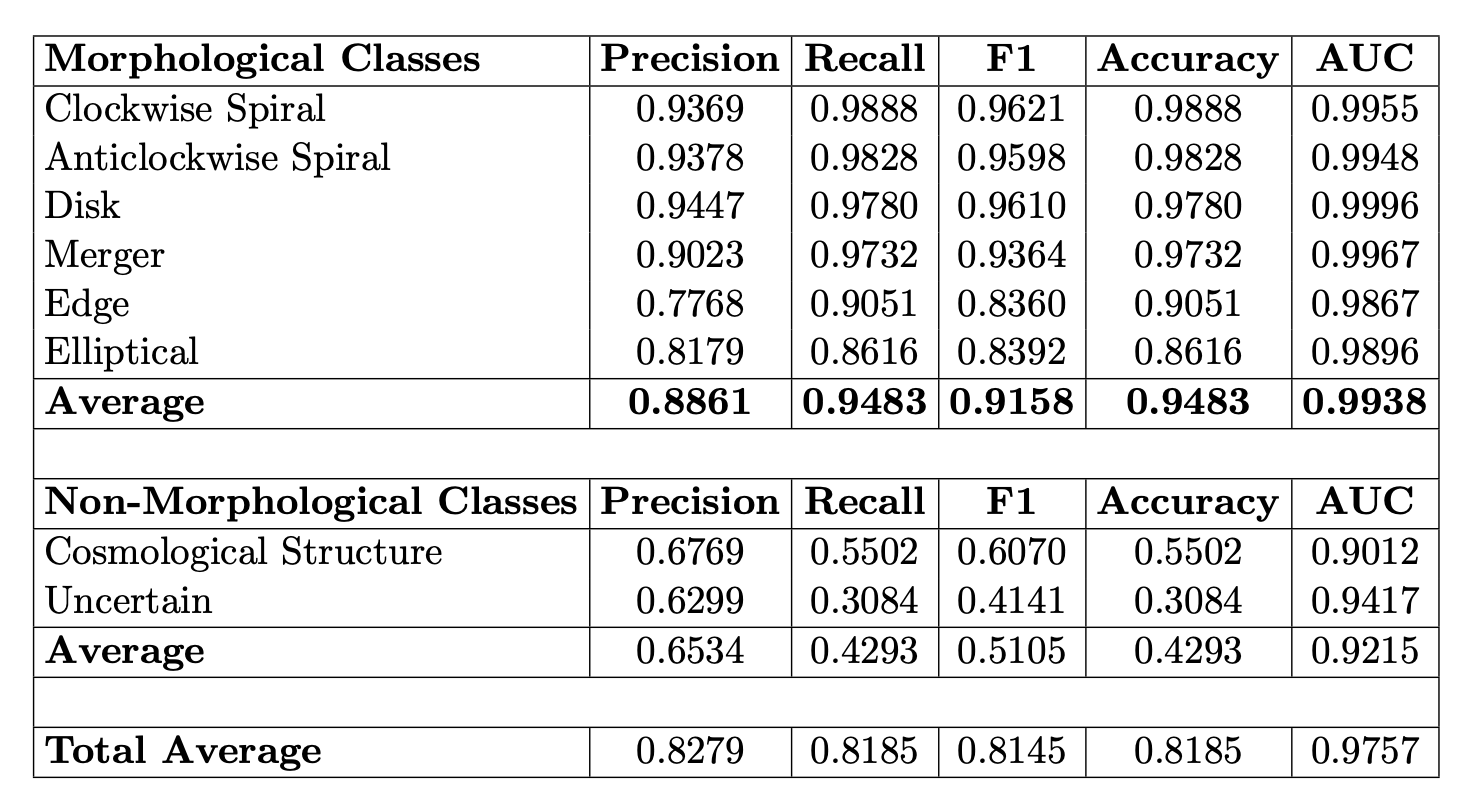 Morphological Classes Precision Recall F1 Accuracy AUC
Clockwise Spiral 0.9369 0.9888 0.9621 0.9888 0.9955
Anticlockwise Spiral 0.9378 0.9828 0.9598 0.9828 0.9948
Disk 0.9447 0.9780 0.9610 0.9780 0.9996
Merger 0.9023 0.9732 0.9364 0.9732 0.9967
Edge 0.7768 0.9051 0.8360 0.9051 0.9867
Elliptical 0.8179 0.8616 0.8392 0.8616 0.9896
Average 0.8861 0.9483 0.9158 0.9483 0.9938
Non-Morphological Classes Precision Recall F1 Accuracy AUC
Cosmological Structure 0.6769 0.5502 0.6070 0.5502 0.9012
Uncertain 0.6299 0.3084 0.4141 0.3084 0.9417
Average 0.6534 0.4293 0.5105 0.4293 0.9215
Total Average 0.8279 0.8185 0.8145 0.8185 0.9757